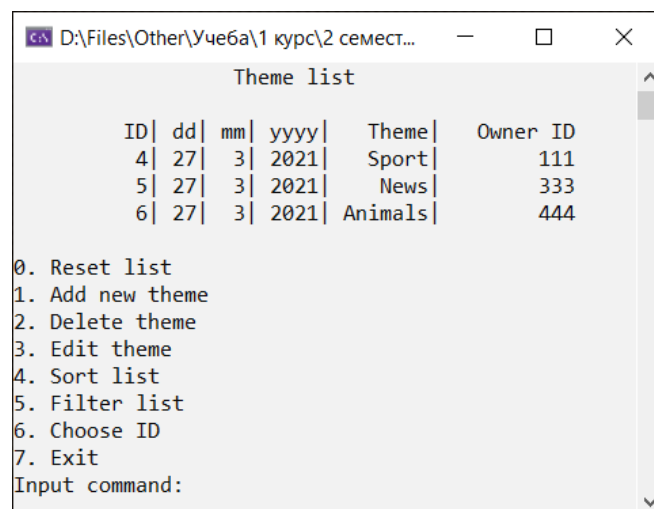 C:\ D:\Files\Other\Учеба\1 курс\2 семест...
Theme list
ID| dd| mm| yyyy| Theme| Owner ID
4| 27| 3| 2021| Sport| 111
5| 27| 3| 2021| News| 333
6| 27| 3| 2021| Animals| 444
0. Reset list
1. Add new theme
2. Delete theme
3. Edit theme
4. Sort list
5. Filter list
6. Choose ID
7. Exit
Input command: